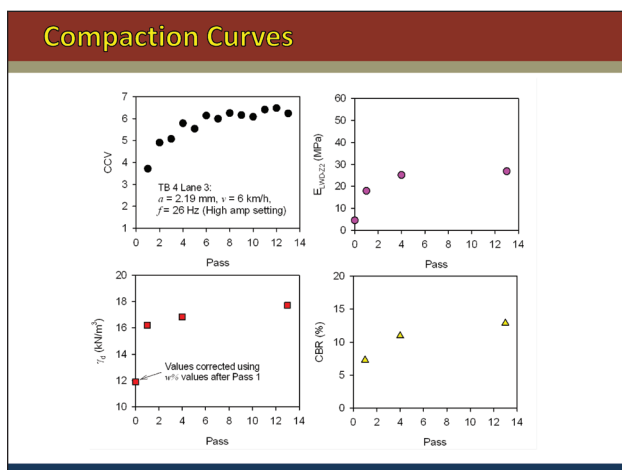 Compaction Curves
7
6
5
4
3
2
1
CCV
TB 4 Lane 3:
a = 2.19 mm, v = 6 km/h,
f = 26 Hz (High amp setting)
0 2 4 6 8 10 12 14
Pass
60
50
40
30
20
10
0
E_LWD-Z2 (MPa)
0 2 4 6 8 10 12 14
Pass
20
18
16
14
12
10
γd (kN/m³)
Values corrected using
w% values after Pass 1
0 2 4 6 8 10 12 14
Pass
20
15
10
5
0
CBR (%)
0 2 4 6 8 10 12 14
Pass